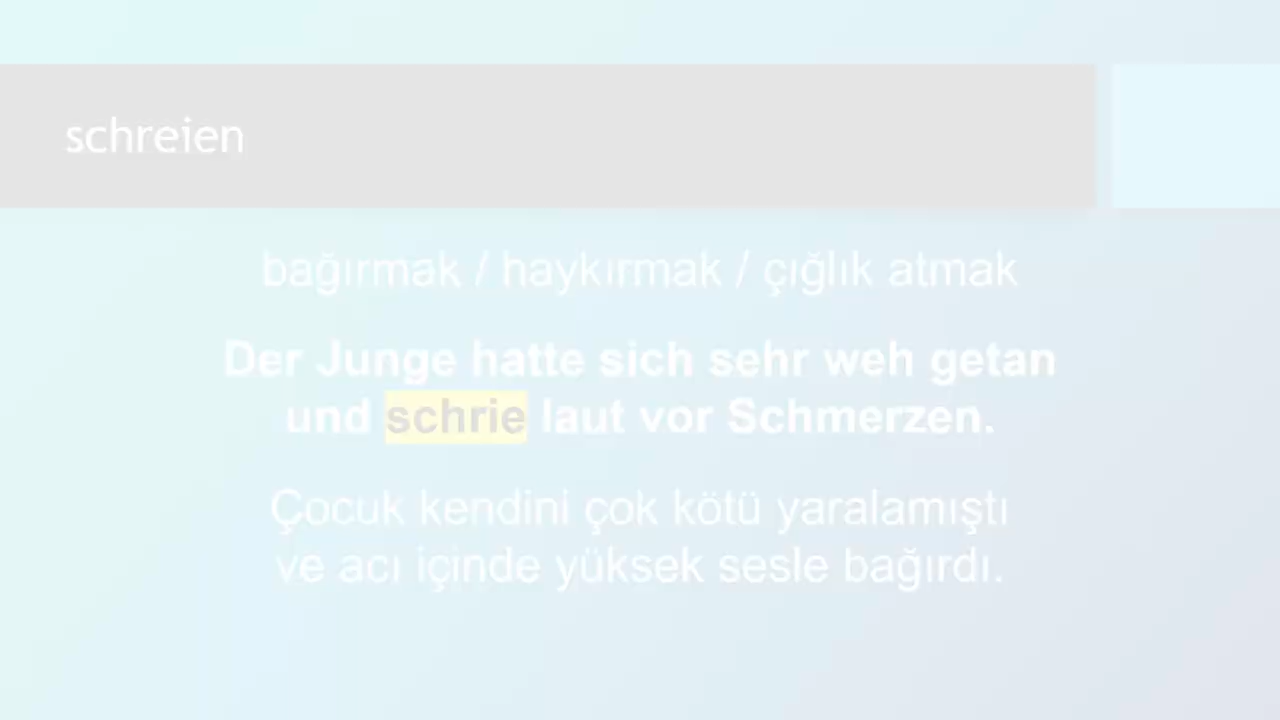 schreien
bağırmak / haykırmak / çığlık atmak
Der Junge hatte sich sehr weh getan
und schrie laut vor Schmerzen.
Çocuk kendini çok kötü yaralamıştı
ve acı içinde yüksek sesle bağırdı.